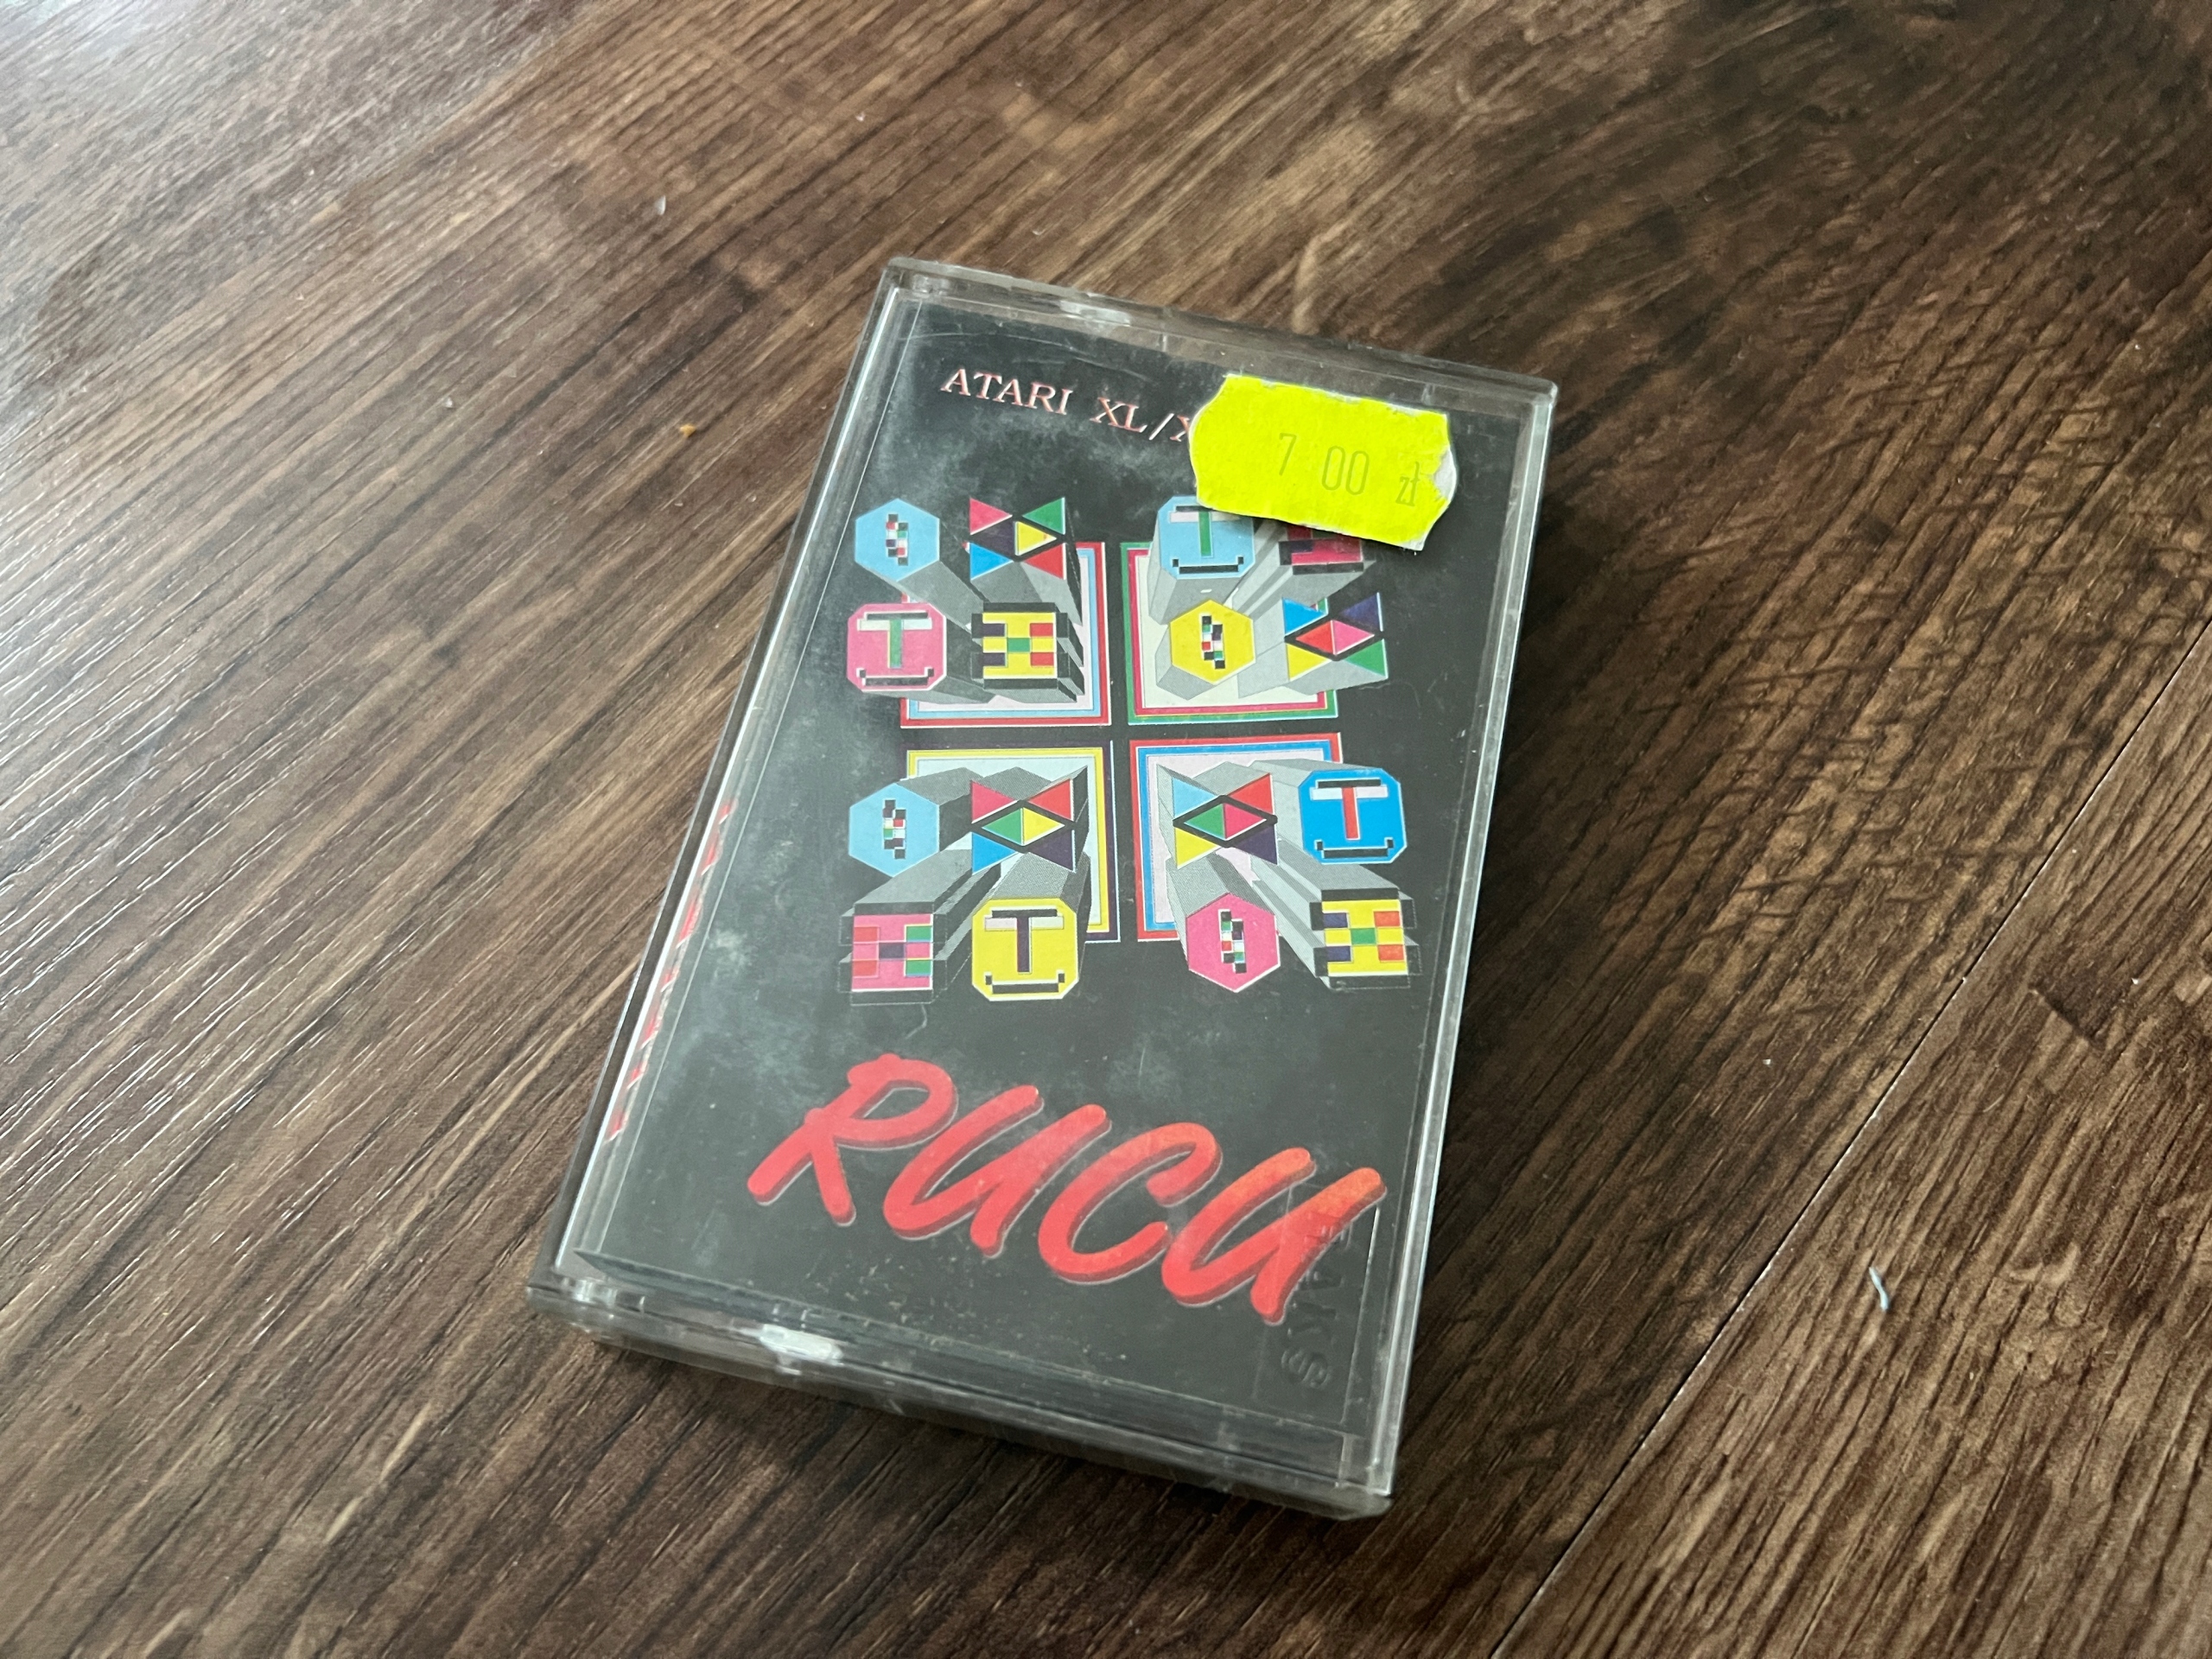 ATARI XL/X
7 00 zł
RUCU